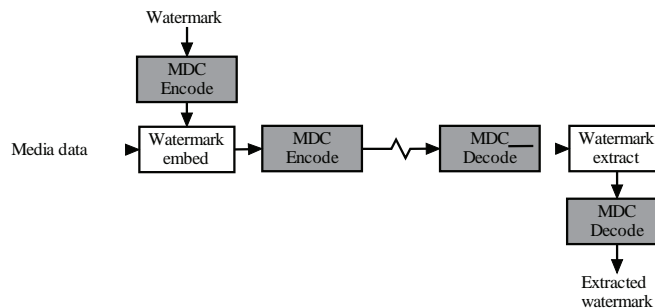 Watermark
MDC
Encode
Media data
Watermark
embed
MDC
Encode
MDC
Decode
Watermark
extract
MDC
Decode
Extracted
watermark